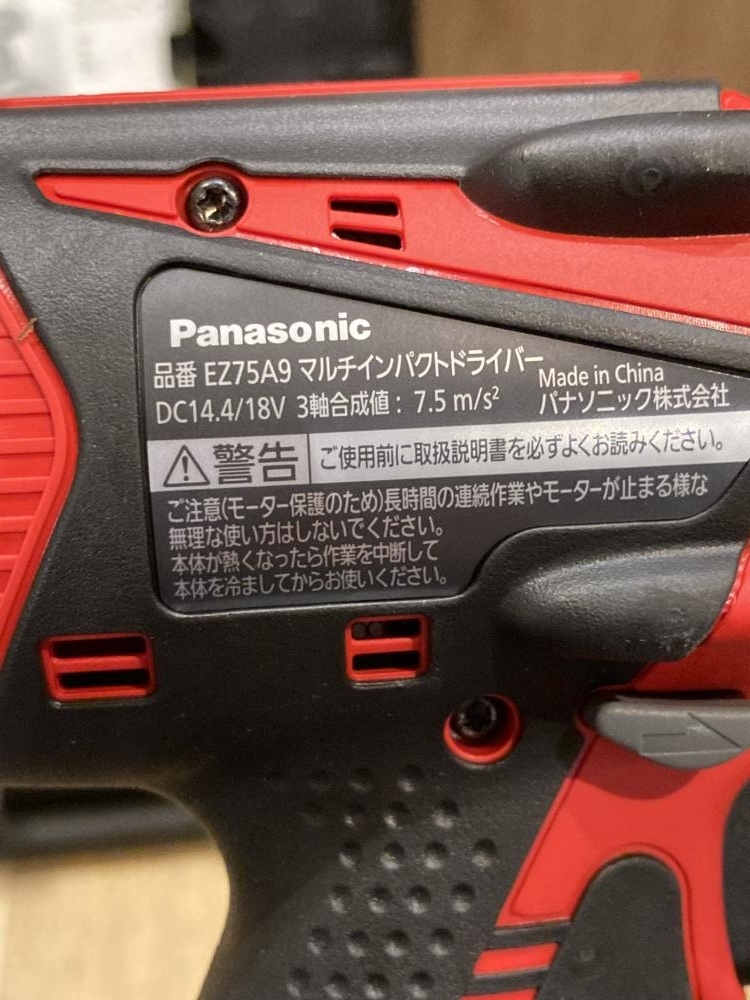 Panasonic
品番 EZ75A9 マルチインパクトドライバー
DC14.4/18V 3軸合成値：7.5 m/s²
Made in China
パナソニック株式会社
警告 ご使用前に取扱説明書を必ずよくお読みください。
ご注意(モーター保護のため)長時間の連続作業やモーターが止まる様な
無理な使い方はしないでください。
本体が熱くなったら作業を中断して
本体を冷ましてからお使いください。